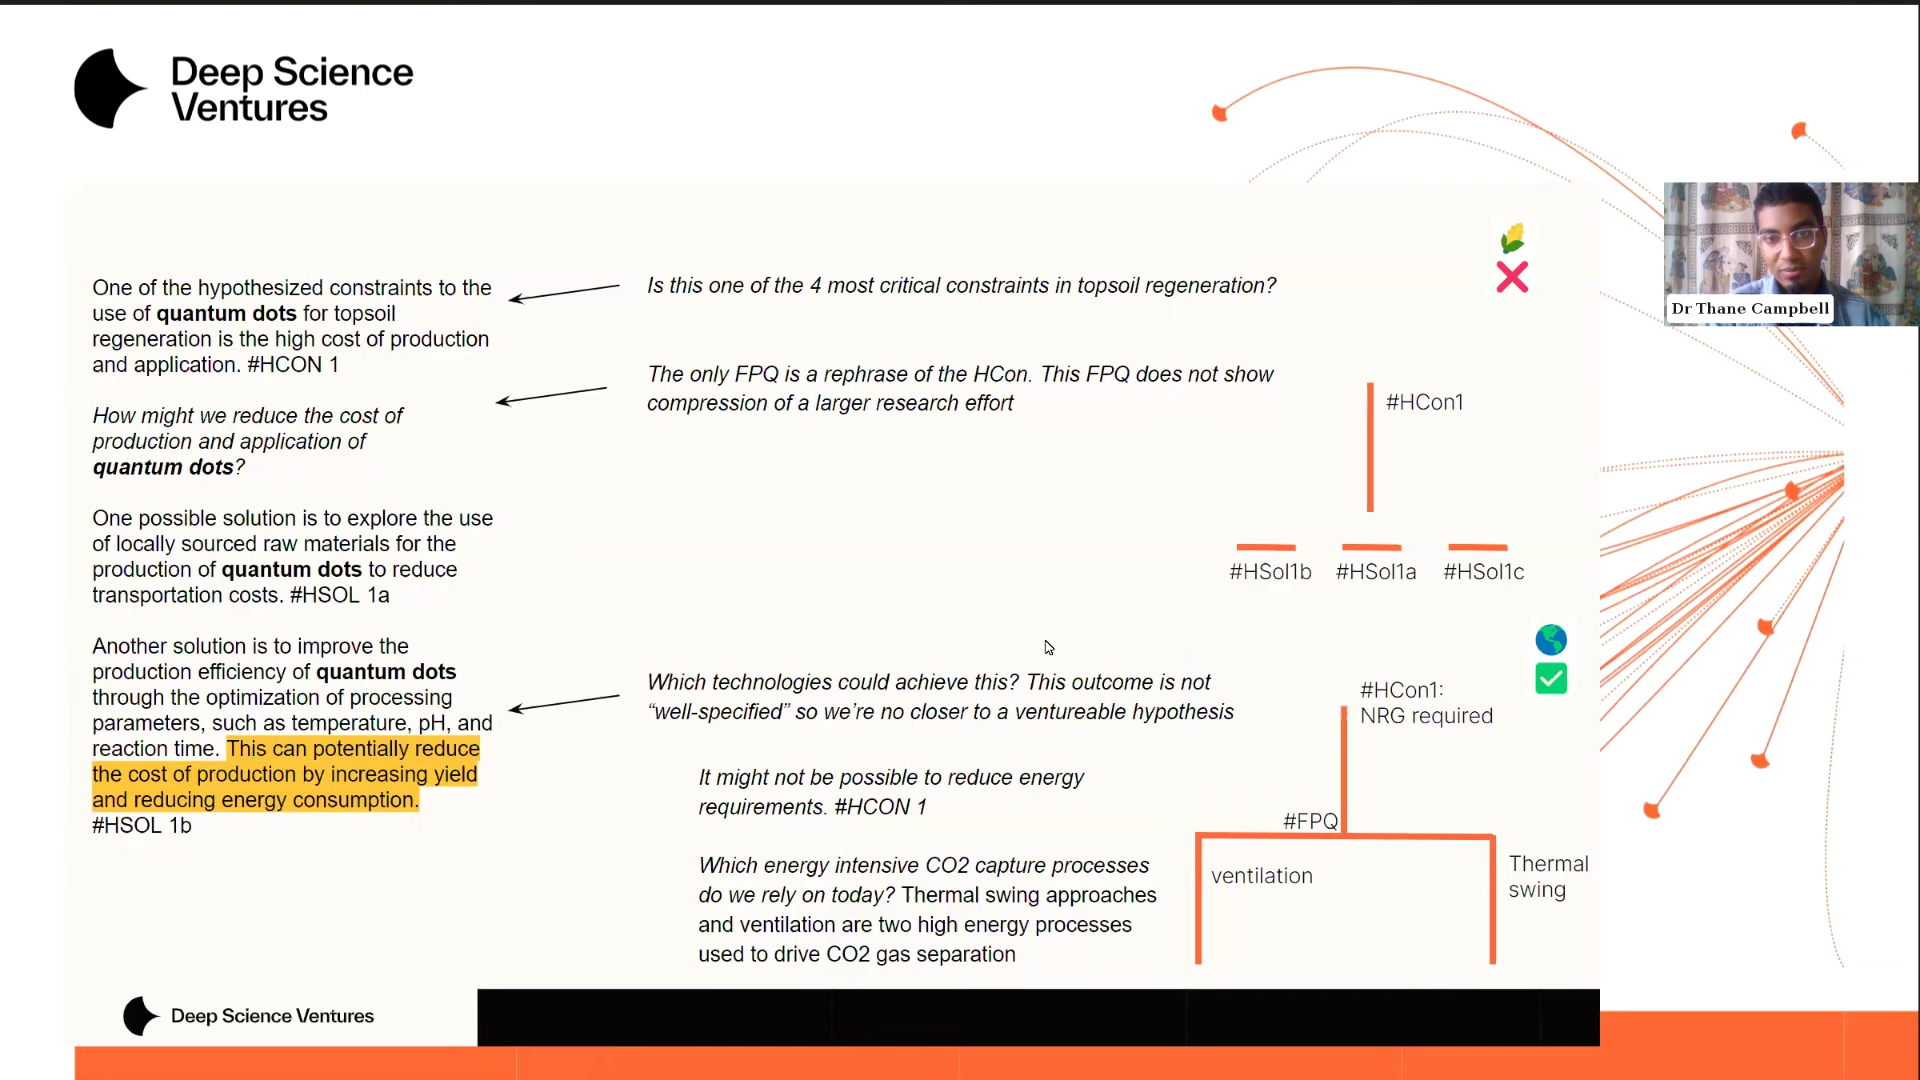 Deep Science
Ventures
One of the hypothesized constraints to the
use of quantum dots for topsoil
regeneration is the high cost of production
and application. #HCON 1
How might we reduce the cost of
production and application of
quantum dots?
One possible solution is to explore the use
of locally sourced raw materials for the
production of quantum dots to reduce
transportation costs. #HSOL 1a
Another solution is to improve the
production efficiency of quantum dots
through the optimization of processing
parameters, such as temperature, pH, and
reaction time. This can potentially reduce
the cost of production by increasing yield
and reducing energy consumption.
#HSOL 1b
Is this one of the 4 most critical constraints in topsoil regeneration?
The only FPQ is a rephrase of the HCon. This FPQ does not show
compression of a larger research effort
Which technologies could achieve this? This outcome is not
“well-specified” so we’re no closer to a ventureable hypothesis
It might not be possible to reduce energy
requirements. #HCON 1
Which energy intensive CO2 capture processes
do we rely on today? Thermal swing approaches
and ventilation are two high energy processes
used to drive CO2 gas separation
#HCon1
#HSol1b
#HSol1a
#HSol1c
#HCon1:
NRG required
#FPQ
ventilation
Thermal
swing
Dr Thane Campbell
Deep Science Ventures